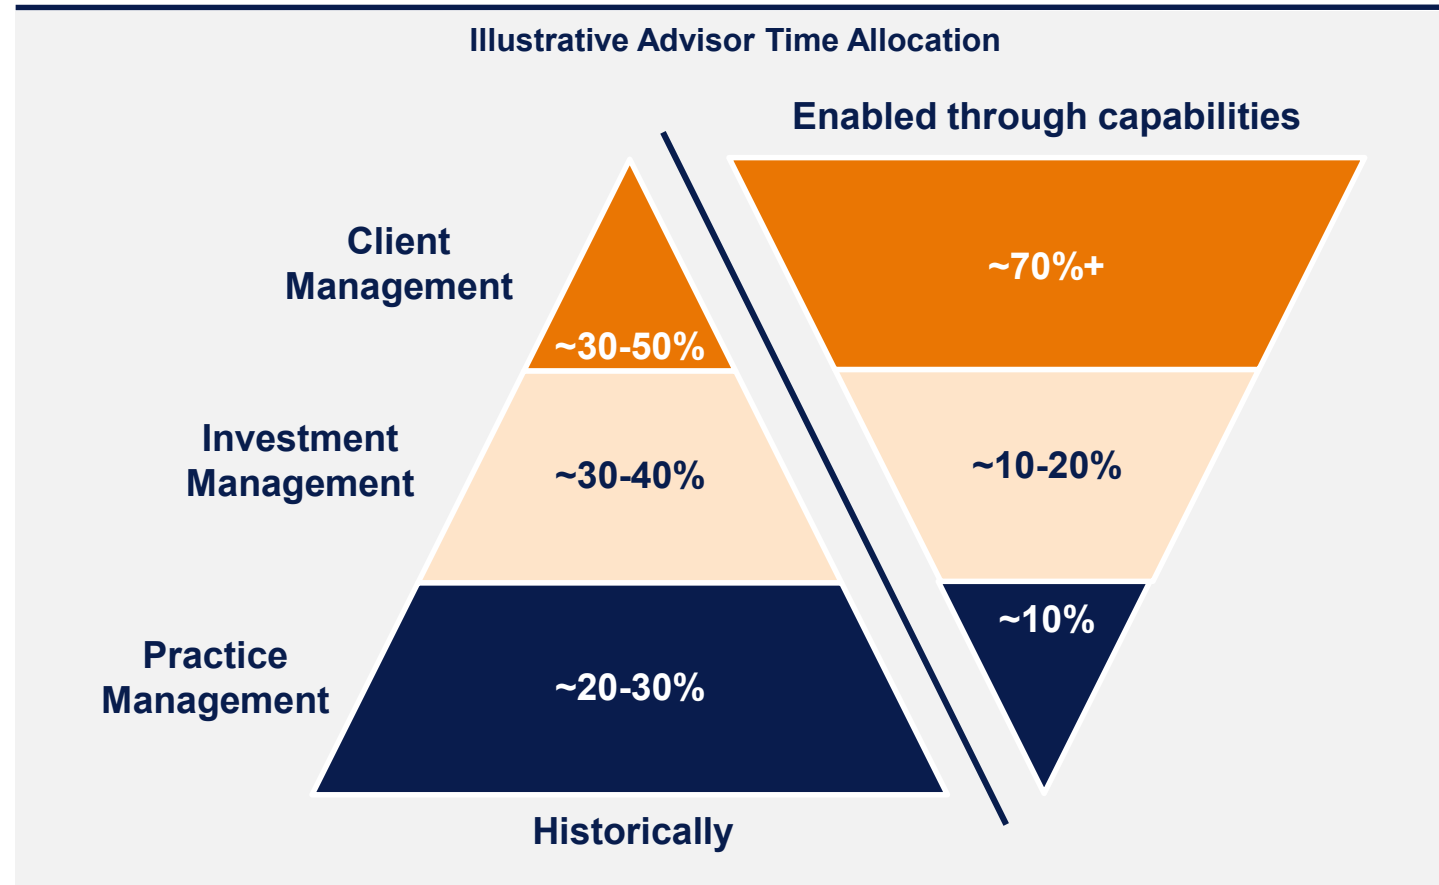 Illustrative Advisor Time Allocation
Enabled through capabilities
Client
Management
~30-50%
~70%+
Investment
Management
~30-40%
~10-20%
Practice
Management
~20-30%
~10%
Historically